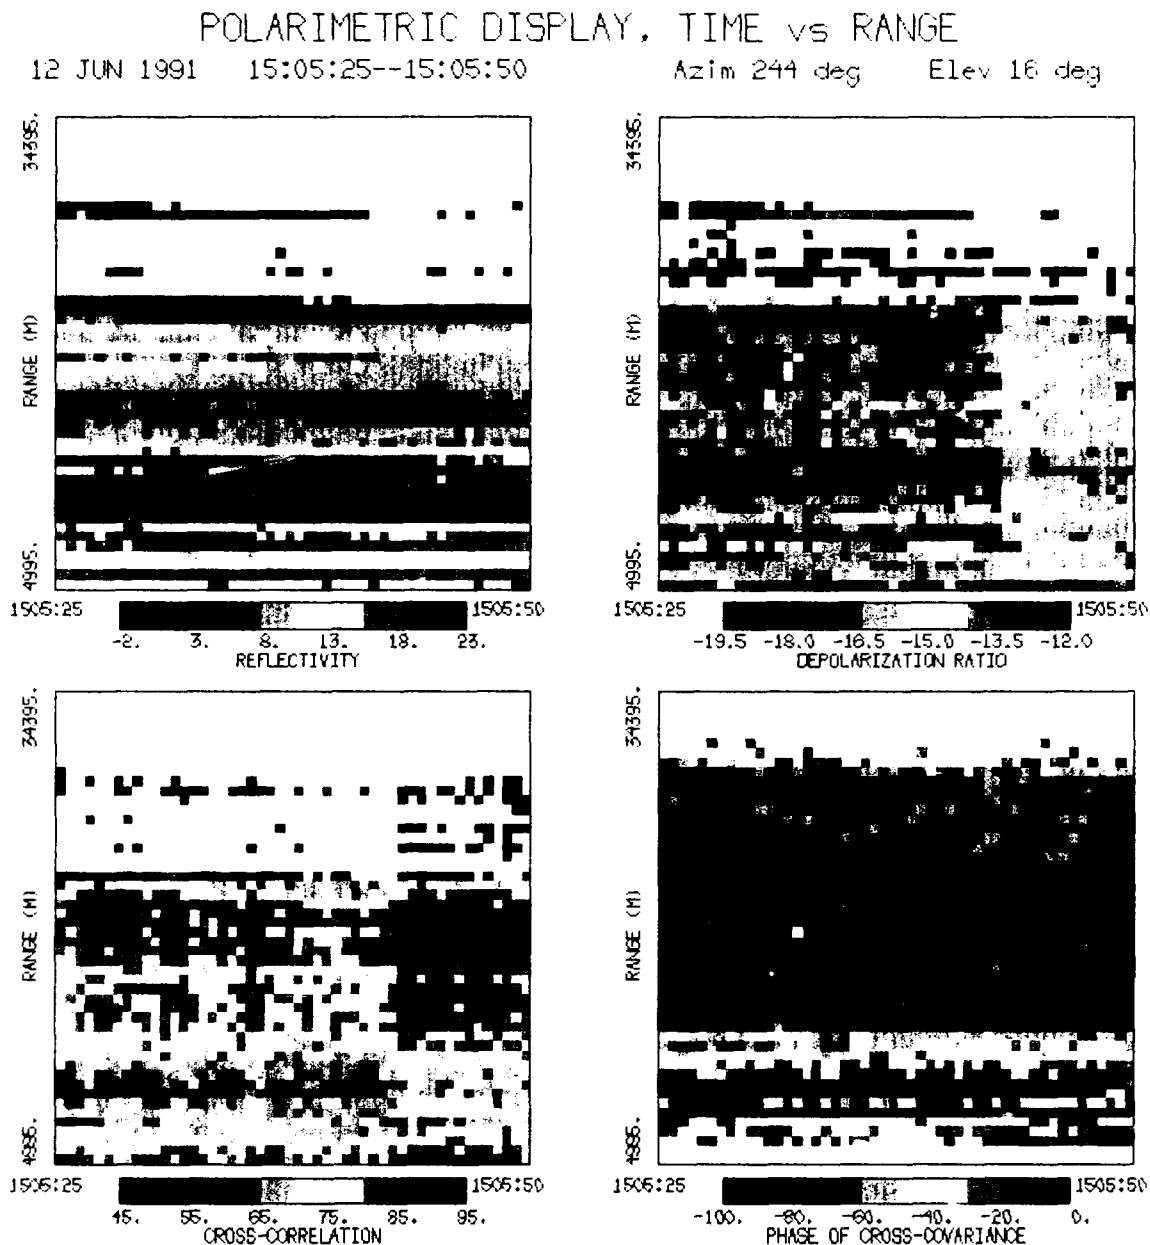 POLARIMETRIC DISPLAY, TIME vs RANGE
12 JUN 1991 15:05:25--15:05:50 Azim 244 deg Elev 16 deg
34395.
RANGE (M)
4995.
1505:25 1505:50
-2. 3. 8. 13. 18. 23.
REFLECTIVITY
34395.
RANGE (M)
4995.
1505:25 1505:50
-19.5 -18.0 -16.5 -15.0 -13.5 -12.0
DEPOLARIZATION RATIO
34395.
RANGE (M)
4995.
1505:25 1505:50
45. 55. 65. 75. 85. 95.
CROSS-CORRELATION
34395.
RANGE (M)
4995.
1505:25 1505:50
-100. -80. -60. -40. -20. 0.
PHASE OF CROSS-COVARIANCE